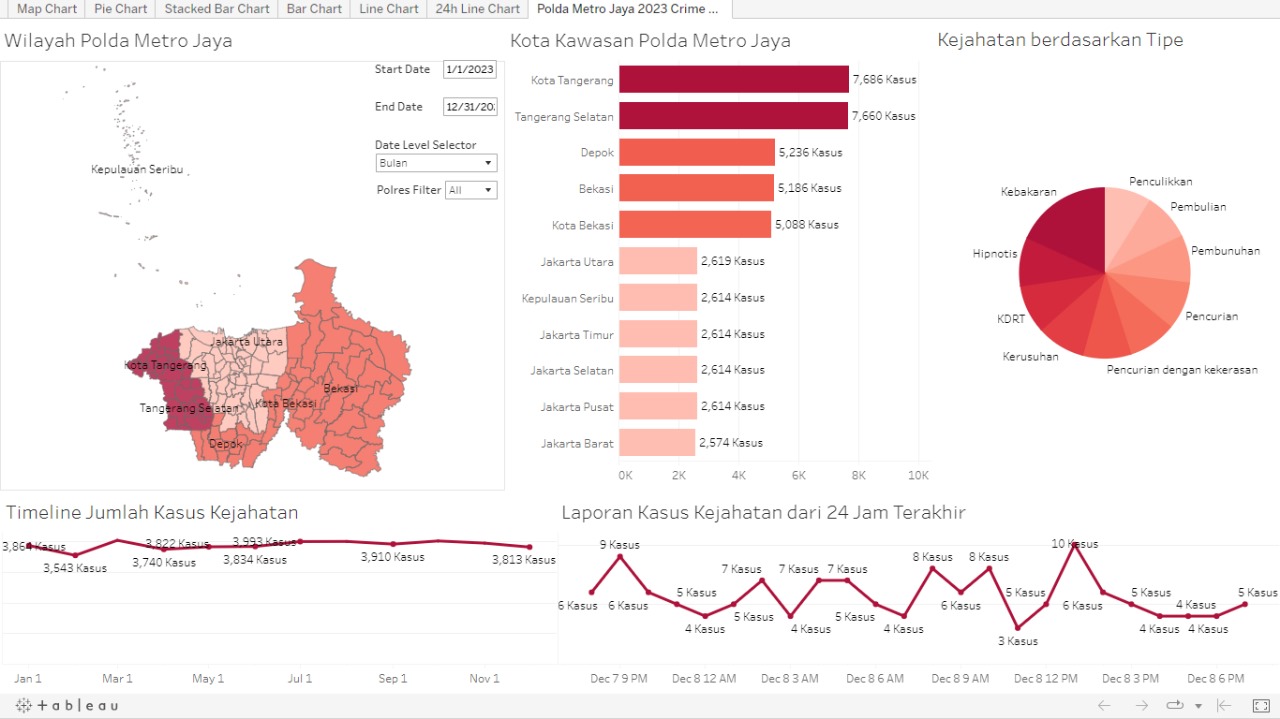 Map Chart
Pie Chart
Stacked Bar Chart
Bar Chart
Line Chart
24h Line Chart
Polda Metro Jaya 2023 Crime ...
Wilayah Polda Metro Jaya
Start Date 1/1/2023
End Date 12/31/20
Date Level Selector
Bulan
Polres Filter All
Kepulauan Seribu
Jakarta Utara
Kota Tangerang
Bekasi
Kota Bekasi
Tangerang Selatan
Depok
Kota Kawasan Polda Metro Jaya
Kota Tangerang 7,686 Kasus
Tangerang Selatan 7,660 Kasus
Depok 5,236 Kasus
Bekasi 5,186 Kasus
Kota Bekasi 5,088 Kasus
Jakarta Utara 2,619 Kasus
Kepulauan Seribu 2,614 Kasus
Jakarta Timur 2,614 Kasus
Jakarta Selatan 2,614 Kasus
Jakarta Pusat 2,614 Kasus
Jakarta Barat 2,574 Kasus
0K 2K 4K 6K 8K 10K
Kejahatan berdasarkan Tipe
Penculikkan
Kebakaran
Pembulian
Pembunuhan
Hipnotis
Pencurian
KDRT
Kerusuhan
Pencurian dengan kekerasan
Timeline Jumlah Kasus Kejahatan
Kasus
3,543 Kasus
3,740 Kasus
3,822 Kasus
3,834 Kasus
3,993 Kasus
3,910 Kasus
3,813 Kasus
Jan 1 Mar 1 May 1 Jul 1 Sep 1 Nov 1
Laporan Kasus Kejahatan dari 24 Jam Terakhir
6 Kasus
9 Kasus
6 Kasus
5 Kasus
4 Kasus
5 Kasus
7 Kasus
4 Kasus
7 Kasus
7 Kasus
5 Kasus
4 Kasus
8 Kasus
6 Kasus
8 Kasus
3 Kasus
5 Kasus
10 Kasus
6 Kasus
5 Kasus
4 Kasus
4 Kasus
4 Kasus
5 Kasus
Dec 7 9 PM Dec 8 12 AM Dec 8 3 AM Dec 8 6 AM Dec 8 9 AM Dec 8 12 PM Dec 8 3 PM Dec 8 6 PM
+ableau